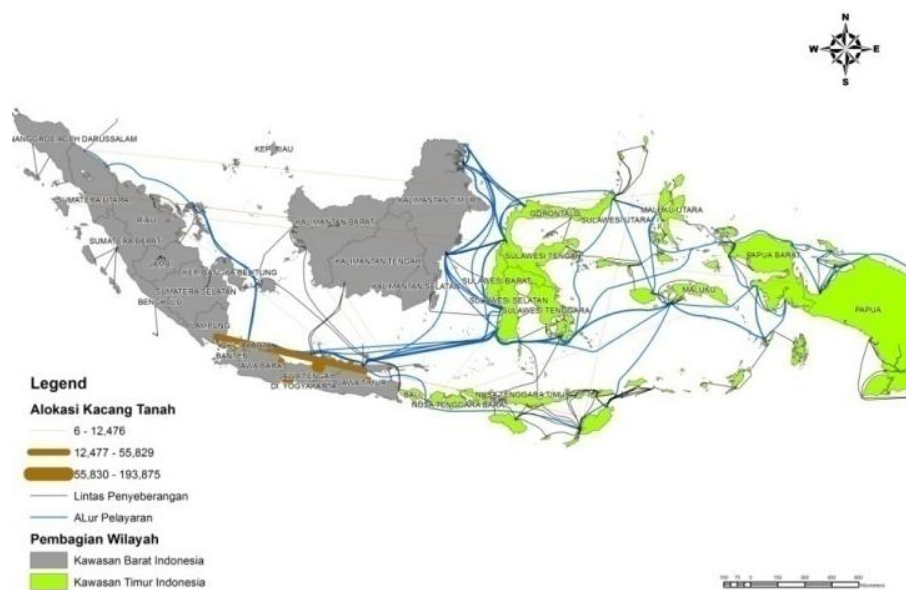 N
W E
S
NANGGROE ACEH DARUSSALAM
KEP. RIAU
SUMATERA UTARA
KALIMANTAN TIMUR
GORONTALO
MALUKU UTARA
SULAWESI UTARA
RIAU
KALIMANTAN BARAT
SUMATERA BARAT
PAPUA BARAT
SULAWESI TENGAH
JAMBI
KALIMANTAN TENGAH
KEP. BANGKA BELITUNG
SULAWESI BARAT
SUMATERA SELATAN
KALIMANTAN SELATAN
MALUKU
BENGKULU
SULAWESI SELATAN
SULAWESI TENGGARA
PAPUA
LAMPUNG
BANTEN
JAWA BARAT
JAWA TENGAH
JAWA TIMUR
DI. YOGYAKARTA
BALI
NUSA TENGGARA TIMUR
NUSA TENGGARA BARAT
Legend
Alokasi Kacang Tanah
6 - 12,476
12,477 - 55,829
55,830 - 193,875
Lintas Penyeberangan
ALur Pelayaran
Pembagian Wilayah
Kawasan Barat Indonesia
Kawasan Timur Indonesia